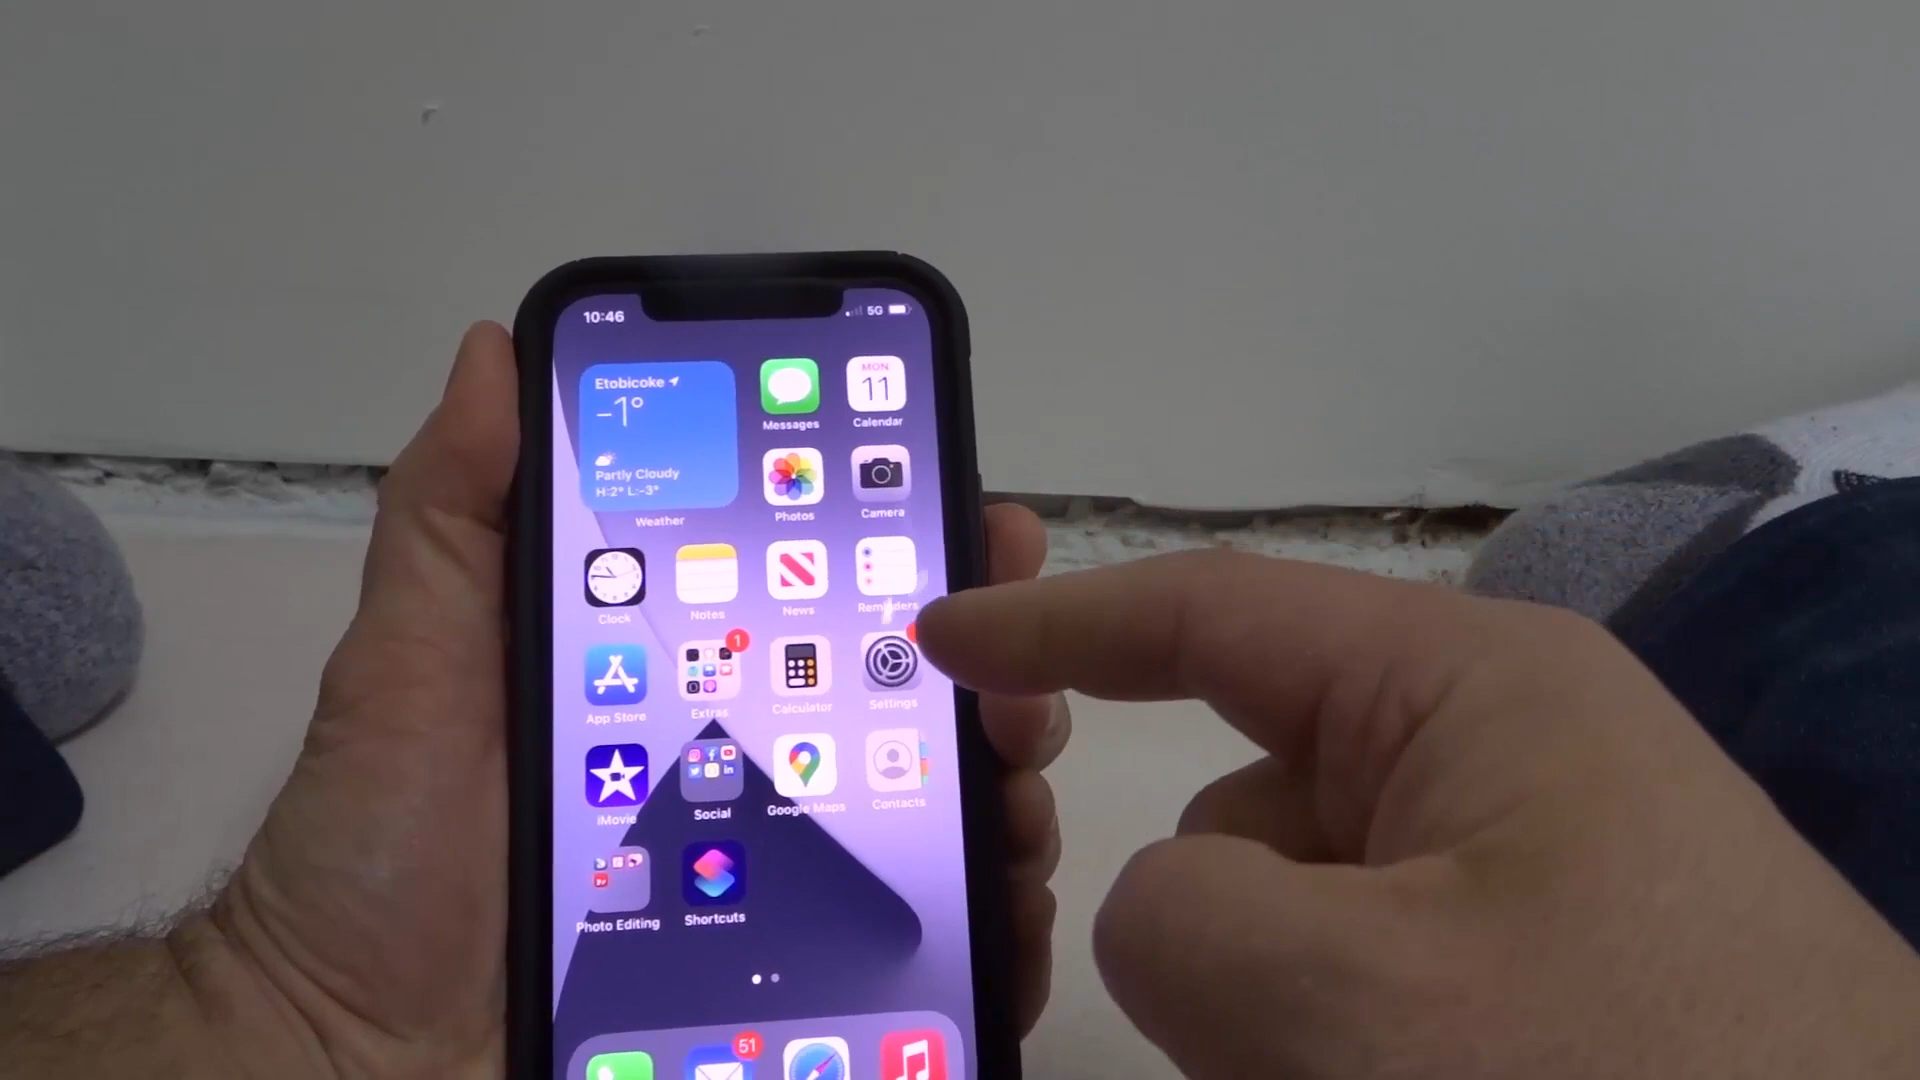 10:46
5G
Etobicoke
-1°
Partly Cloudy
H:2° L:-3°
Weather
Messages
MON
11
Calendar
Photos
Camera
Clock
Notes
News
Reminders
App Store
1
Extras
Calculator
Settings
iMovie
Social
Google Maps
Contacts
Photo Editing
Shortcuts
51